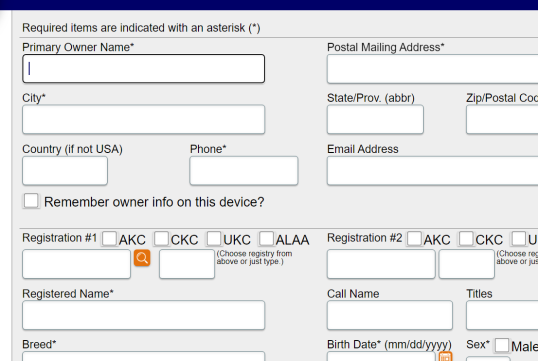 Required items are indicated with an asterisk (*)
Primary Owner Name* Postal Mailing Address*
City* State/Prov. (abbr) Zip/Postal
Country (if not USA) Phone* Email Address
Remember owner info on this device?
Registration #1 AKC CKC UKC ALAA Registration #2 AKC CKC
(Choose registry from
above or just type.)
(Choose
above or
Registered Name* Call Name Titles
Breed* Birth Date* (mm/dd/yyyy) Sex* Male